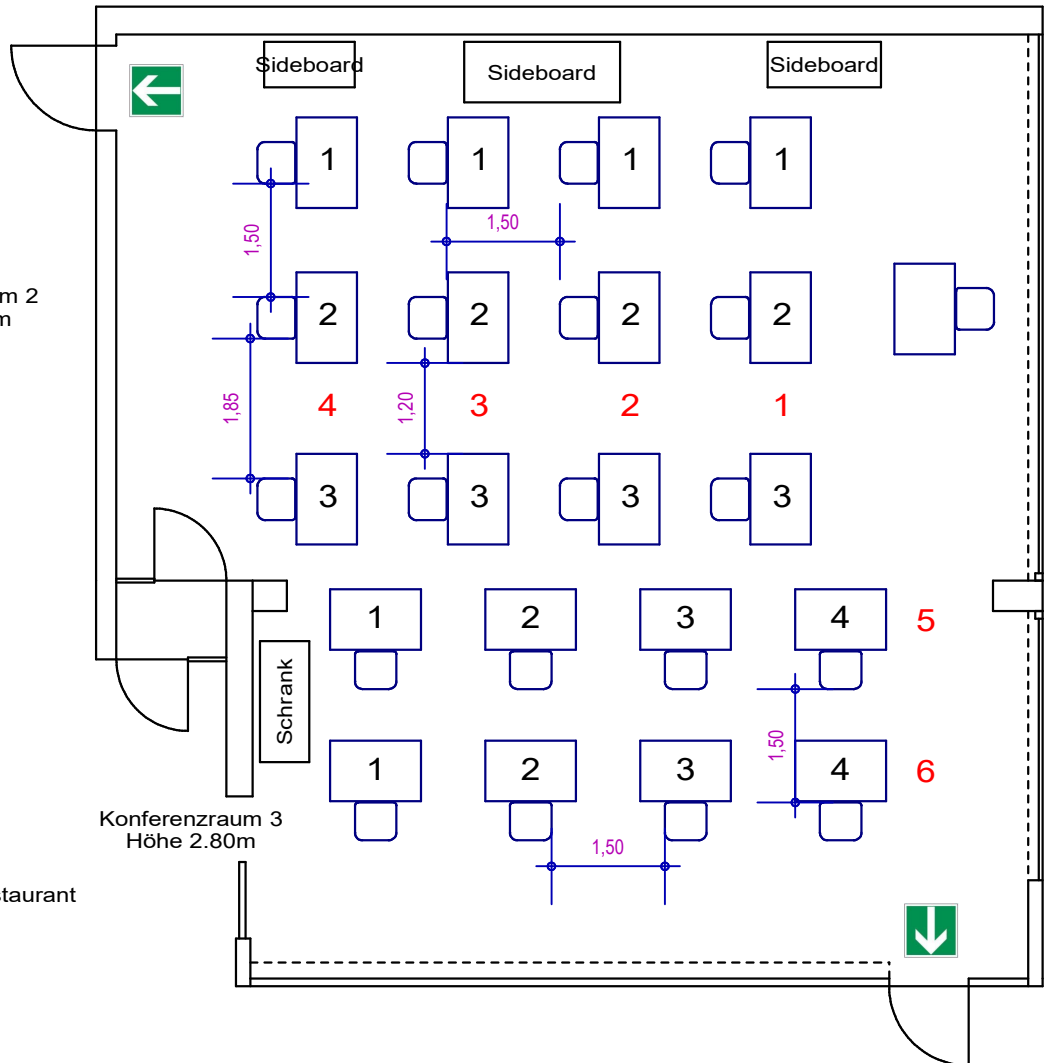 Sideboard
Sideboard
Sideboard
1 1 1 1
1,50
1,50
m 2
m
2 2 2 2
1,85
1,20
4 3 2 1
3 3 3 3
1 2 3 4 5
Schrank
1,50
1 2 3 4 6
Konferenzraum 3
Höhe 2.80m
1,50
staurant